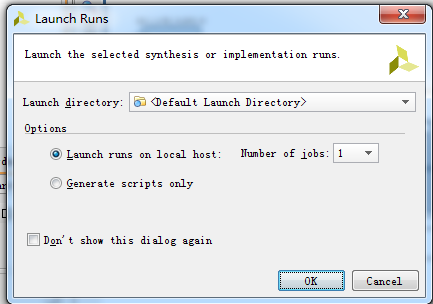 Launch Runs
Launch the selected synthesis or implementation runs.
Launch directory: <Default Launch Directory>
Options
Launch runs on local host: Number of jobs: 1
Generate scripts only
Don't show this dialog again
OK Cancel